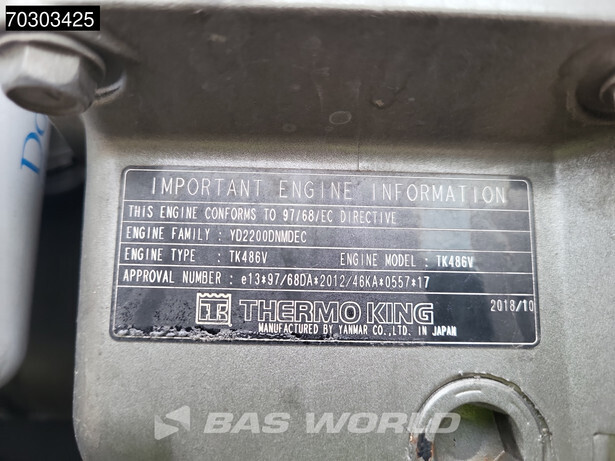 70303425
IMPORTANT ENGINE INFORMATION
THIS ENGINE CONFORMS TO 97/68/EC DIRECTIVE
ENGINE FAMILY : YD2200DNMDEC
ENGINE TYPE : TK486V ENGINE MODEL : TK486V
APPROVAL NUMBER : e13*97/68DA*2012/46KA*0557*17
2018/10
TK THERMO KING
MANUFACTURED BY YANMAR CO.,LTD. IN JAPAN
BAS WORLD